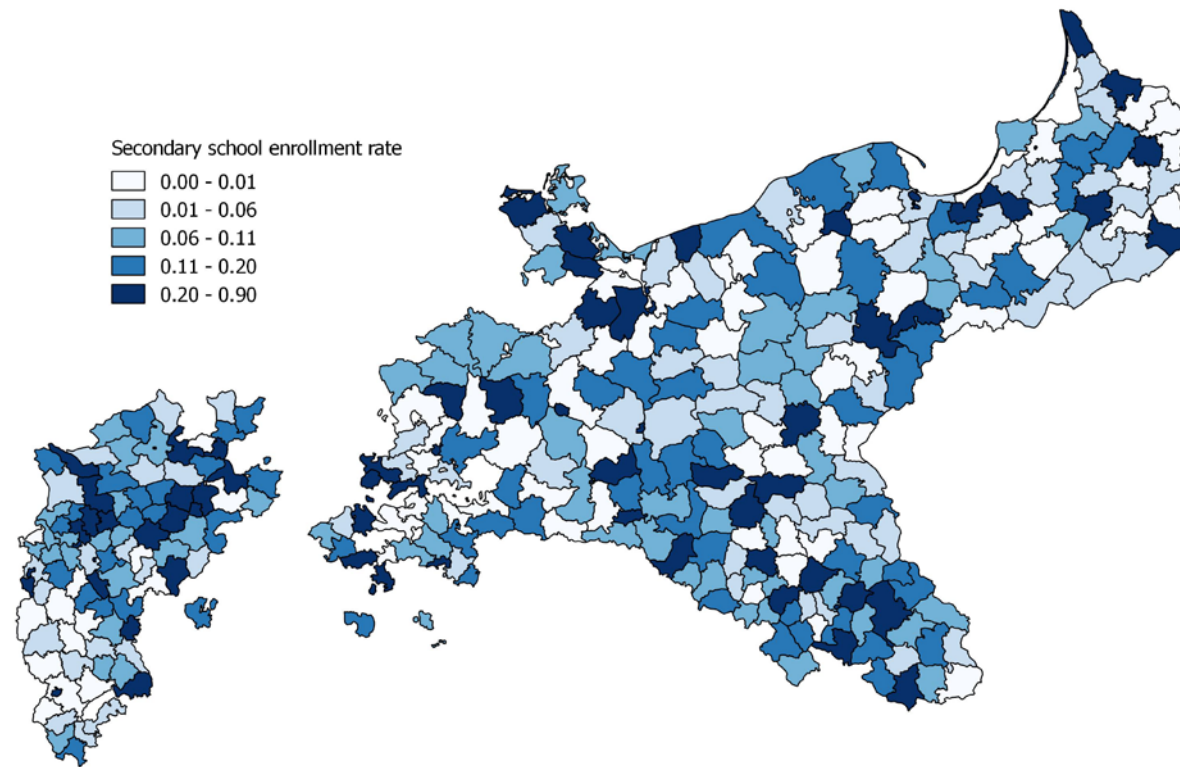 Secondary school enrollment rate
0.00 - 0.01
0.01 - 0.06
0.06 - 0.11
0.11 - 0.20
0.20 - 0.90